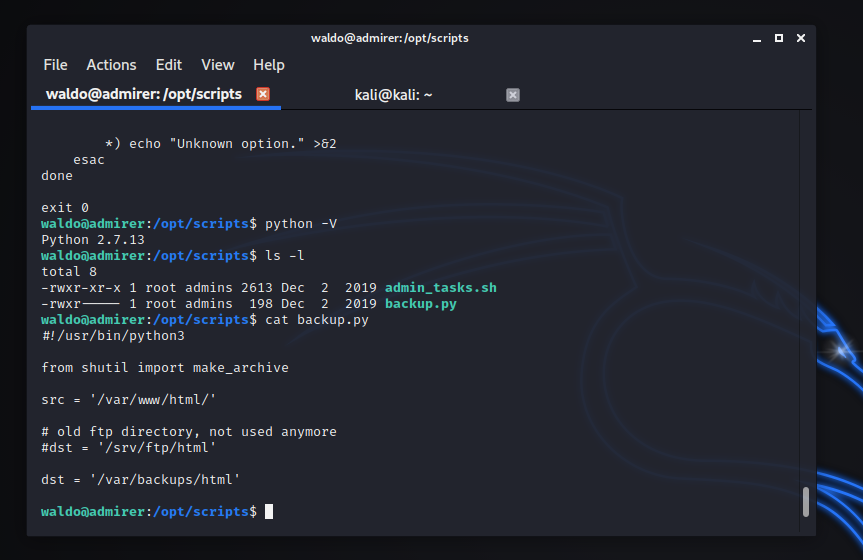 waldo@admirer:/opt/scripts
File Actions Edit View Help
waldo@admirer: /opt/scripts kali@kali: ~
*) echo "Unknown option." >&2
esac
done
exit 0
waldo@admirer:/opt/scripts$ python -V
Python 2.7.13
waldo@admirer:/opt/scripts$ ls -l
total 8
-rwxr-xr-x 1 root admins 2613 Dec  2  2019 admin_tasks.sh
-rwxr----- 1 root admins  198 Dec  2  2019 backup.py
waldo@admirer:/opt/scripts$ cat backup.py
#!/usr/bin/python3
from shutil import make_archive
src = '/var/www/html/'
# old ftp directory, not used anymore
#dst = '/srv/ftp/html'
dst = '/var/backups/html'
waldo@admirer:/opt/scripts$